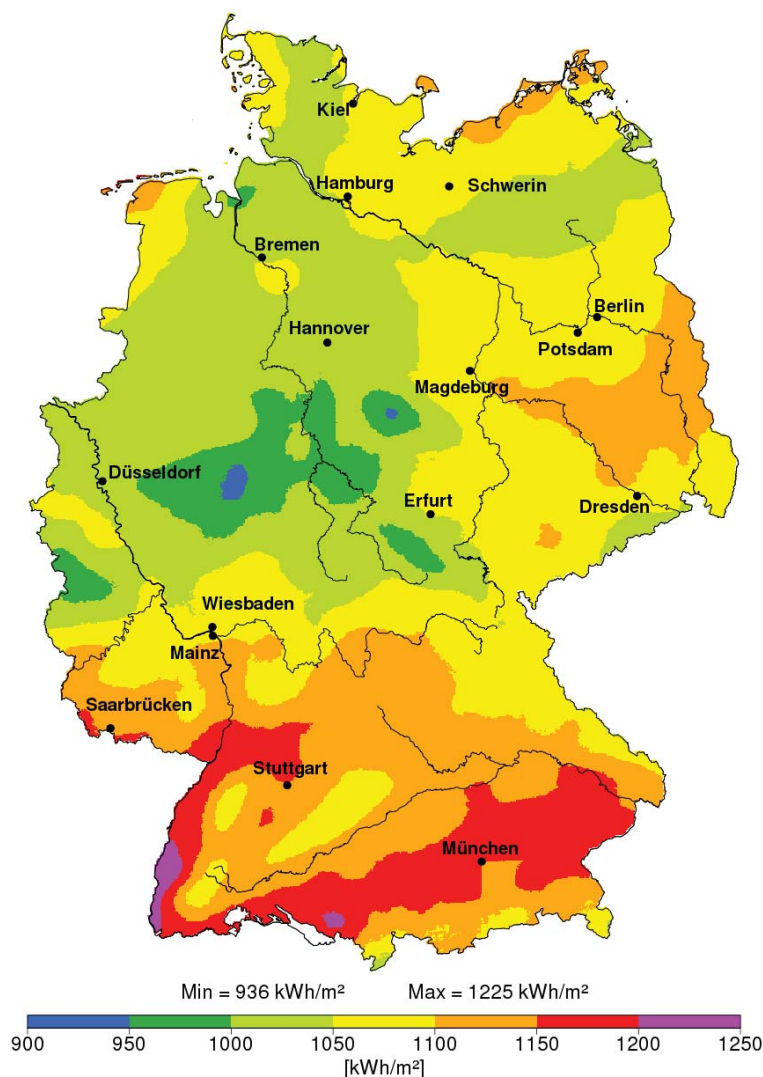 Kiel
Hamburg
Schwerin
Bremen
Berlin
Hannover
Potsdam
Magdeburg
Düsseldorf
Erfurt
Dresden
Wiesbaden
Mainz
Saarbrücken
Stuttgart
München
Min = 936 kWh/m² Max = 1225 kWh/m²
900 950 1000 1050 1100 1150 1200 1250
[kWh/m²]